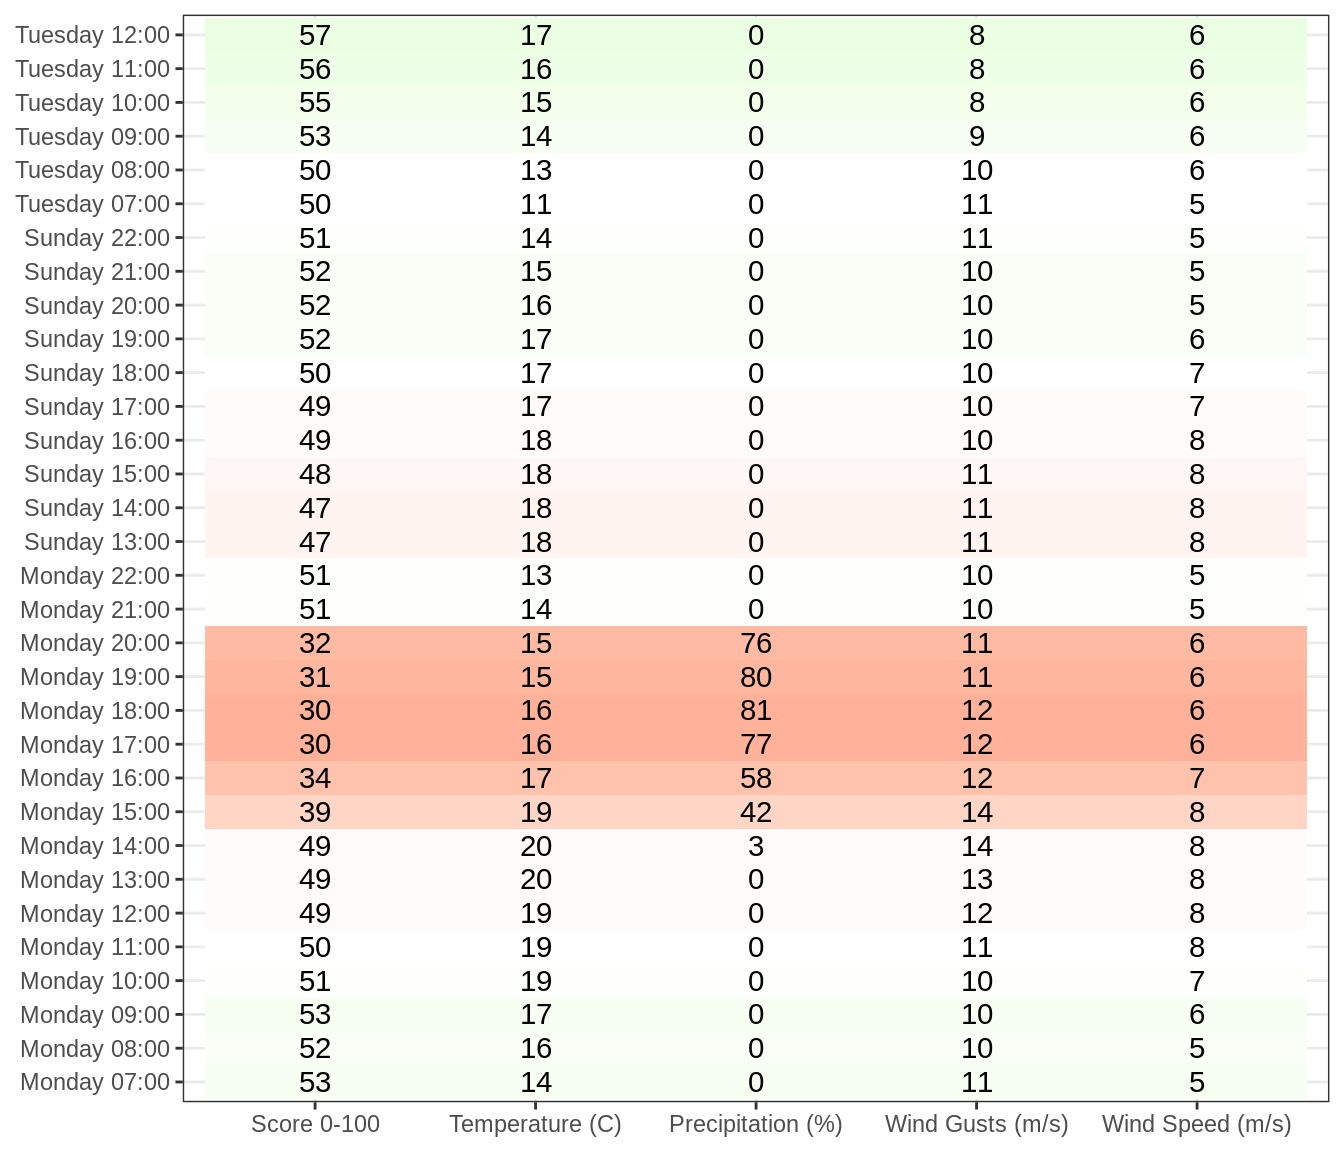 Tuesday 12:00 57 17 0 8 6
Tuesday 11:00 56 16 0 8 6
Tuesday 10:00 55 15 0 8 6
Tuesday 09:00 53 14 0 9 6
Tuesday 08:00 50 13 0 10 6
Tuesday 07:00 50 11 0 11 5
Sunday 22:00 51 14 0 11 5
Sunday 21:00 52 15 0 10 5
Sunday 20:00 52 16 0 10 5
Sunday 19:00 52 17 0 10 6
Sunday 18:00 50 17 0 10 7
Sunday 17:00 49 17 0 10 7
Sunday 16:00 49 18 0 10 8
Sunday 15:00 48 18 0 11 8
Sunday 14:00 47 18 0 11 8
Sunday 13:00 47 18 0 11 8
Monday 22:00 51 13 0 10 5
Monday 21:00 51 14 0 10 5
Monday 20:00 32 15 76 11 6
Monday 19:00 31 15 80 11 6
Monday 18:00 30 16 81 12 6
Monday 17:00 30 16 77 12 6
Monday 16:00 34 17 58 12 7
Monday 15:00 39 19 42 14 8
Monday 14:00 49 20 3 14 8
Monday 13:00 49 20 0 13 8
Monday 12:00 49 19 0 12 8
Monday 11:00 50 19 0 11 8
Monday 10:00 51 19 0 10 7
Monday 09:00 53 17 0 10 6
Monday 08:00 52 16 0 10 5
Monday 07:00 53 14 0 11 5
Score 0-100 Temperature (C) Precipitation (%) Wind Gusts (m/s) Wind Speed (m/s)